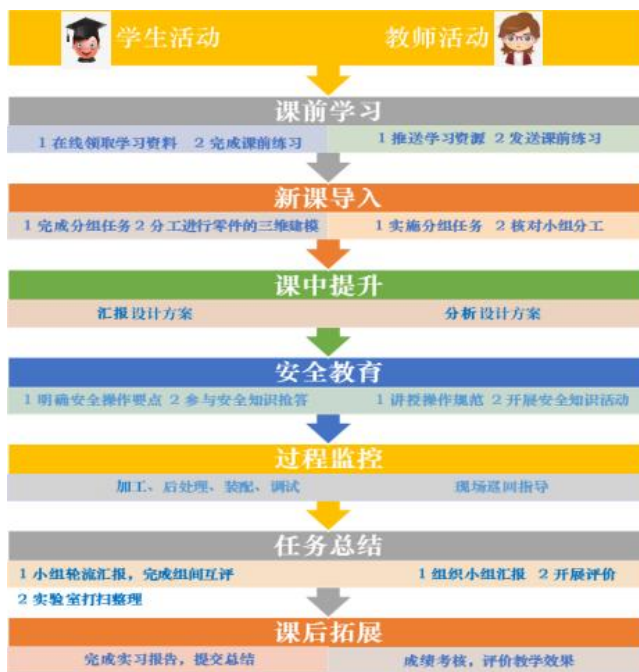 学生活动 教师活动
课前学习
1 在线领取学习资料 2 完成课前练习 1 推送学习资源 2 发送课前练习
新课导入
1 完成分组任务 2 分工进行零件的三维建模 1 实施分组任务 2 核对小组分工
课中提升
汇报设计方案 分析设计方案
安全教育
1 明确安全操作要点 2 参与安全知识抢答 1 讲授操作规范 2 开展安全知识活动
过程监控
加工、后处理、装配、调试 现场巡回指导
任务总结
1 小组轮流汇报，完成组间互评 1 组织小组汇报 2 开展评价
2 实验室打扫整理
课后拓展
完成实习报告，提交总结 成绩考核，评价教学效果